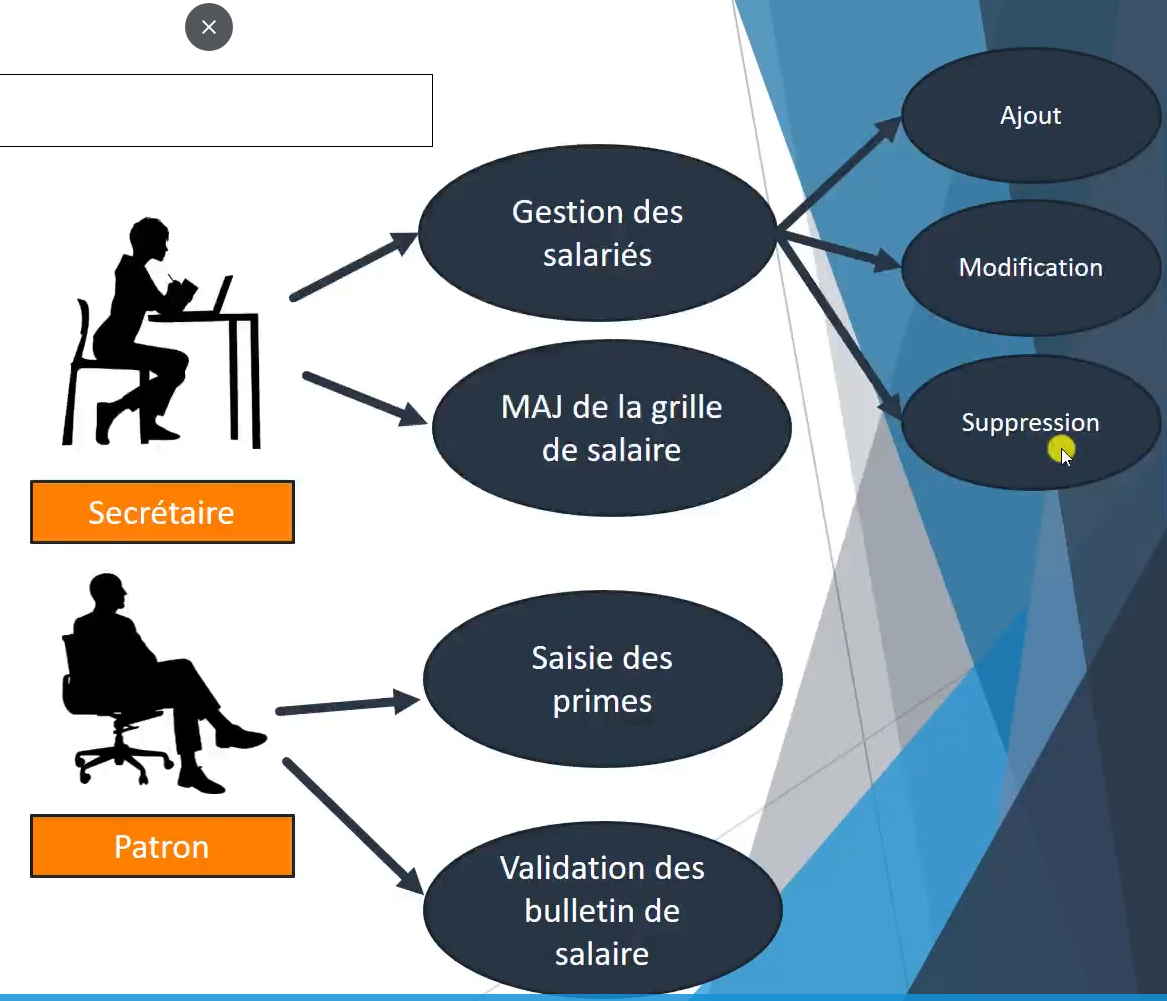 Gestion des
salariés
Ajout
Modification
Suppression
MAJ de la grille
de salaire
Secrétaire
Saisie des
primes
Patron
Validation des
bulletin de
salaire